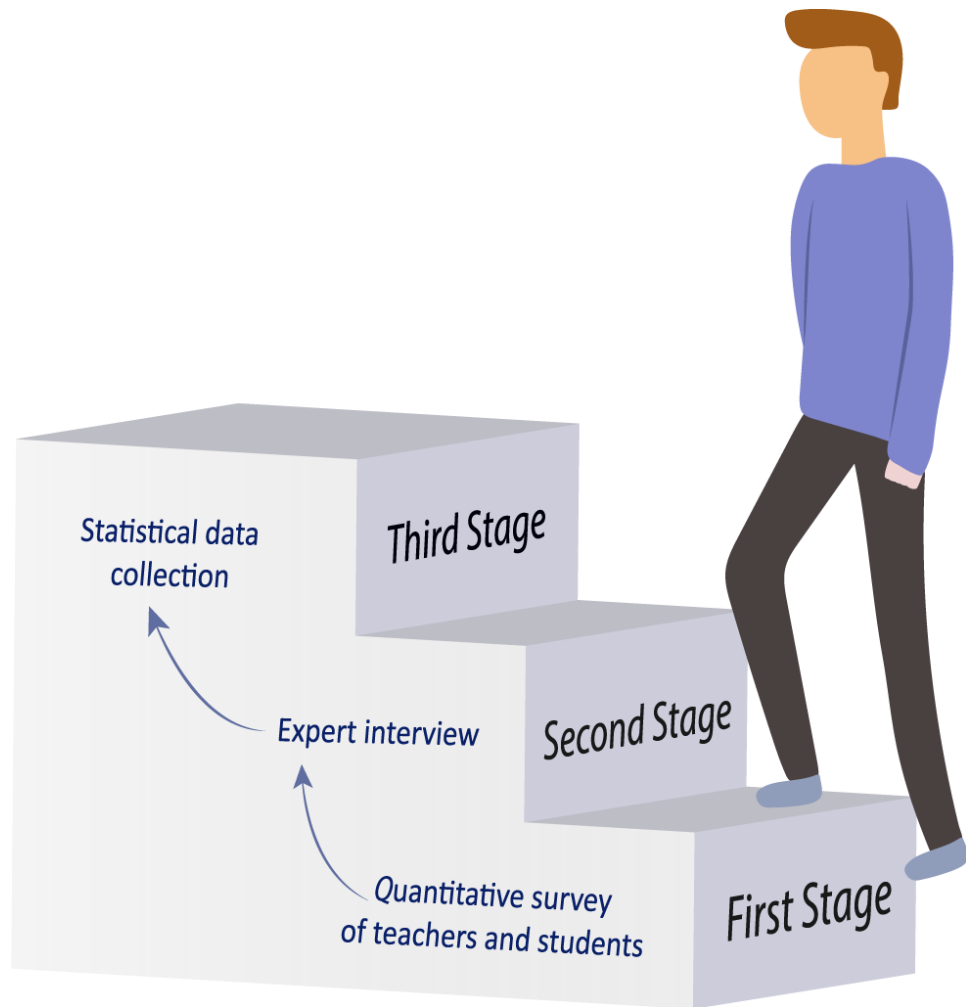 Statistical data
collection
Third Stage
Expert interview
Second Stage
Quantitative survey
of teachers and students
First Stage